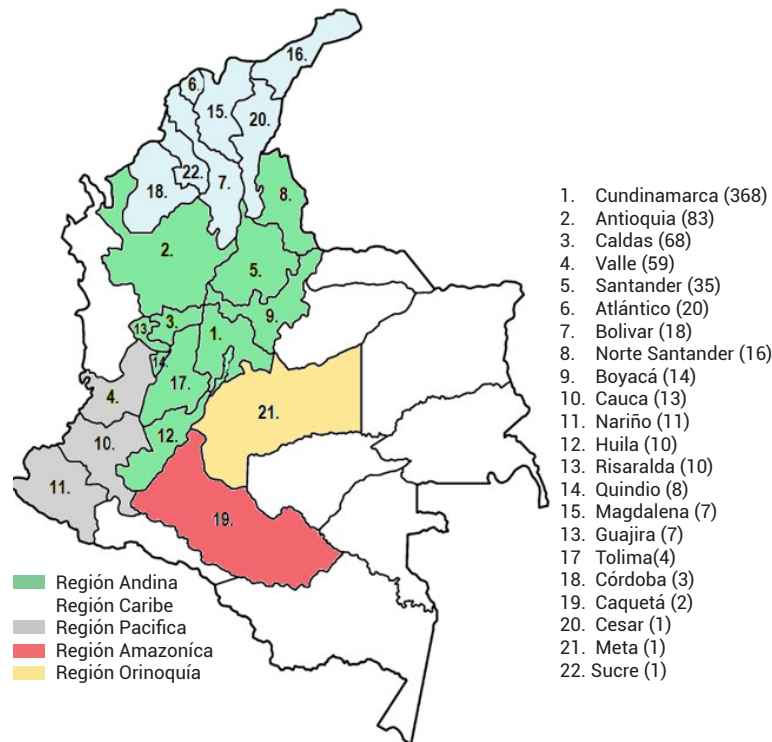 16.
6.
15.
20.
22.
18.
7.
8.
2.
5.
9.
3.
13.
1.
14.
17.
4.
21.
12.
10.
11.
19.
1. Cundinamarca (368)
2. Antioquia (83)
3. Caldas (68)
4. Valle (59)
5. Santander (35)
6. Atlántico (20)
7. Bolivar (18)
8. Norte Santander (16)
9. Boyacá (14)
10. Cauca (13)
11. Nariño (11)
12. Huila (10)
13. Risaralda (10)
14. Quindio (8)
15. Magdalena (7)
13. Guajira (7)
17 Tolima(4)
18. Córdoba (3)
19. Caquetá (2)
20. Cesar (1)
21. Meta (1)
22. Sucre (1)
Región Andina
Región Caribe
Región Pacifica
Región Amazoníca
Región Orinoquía